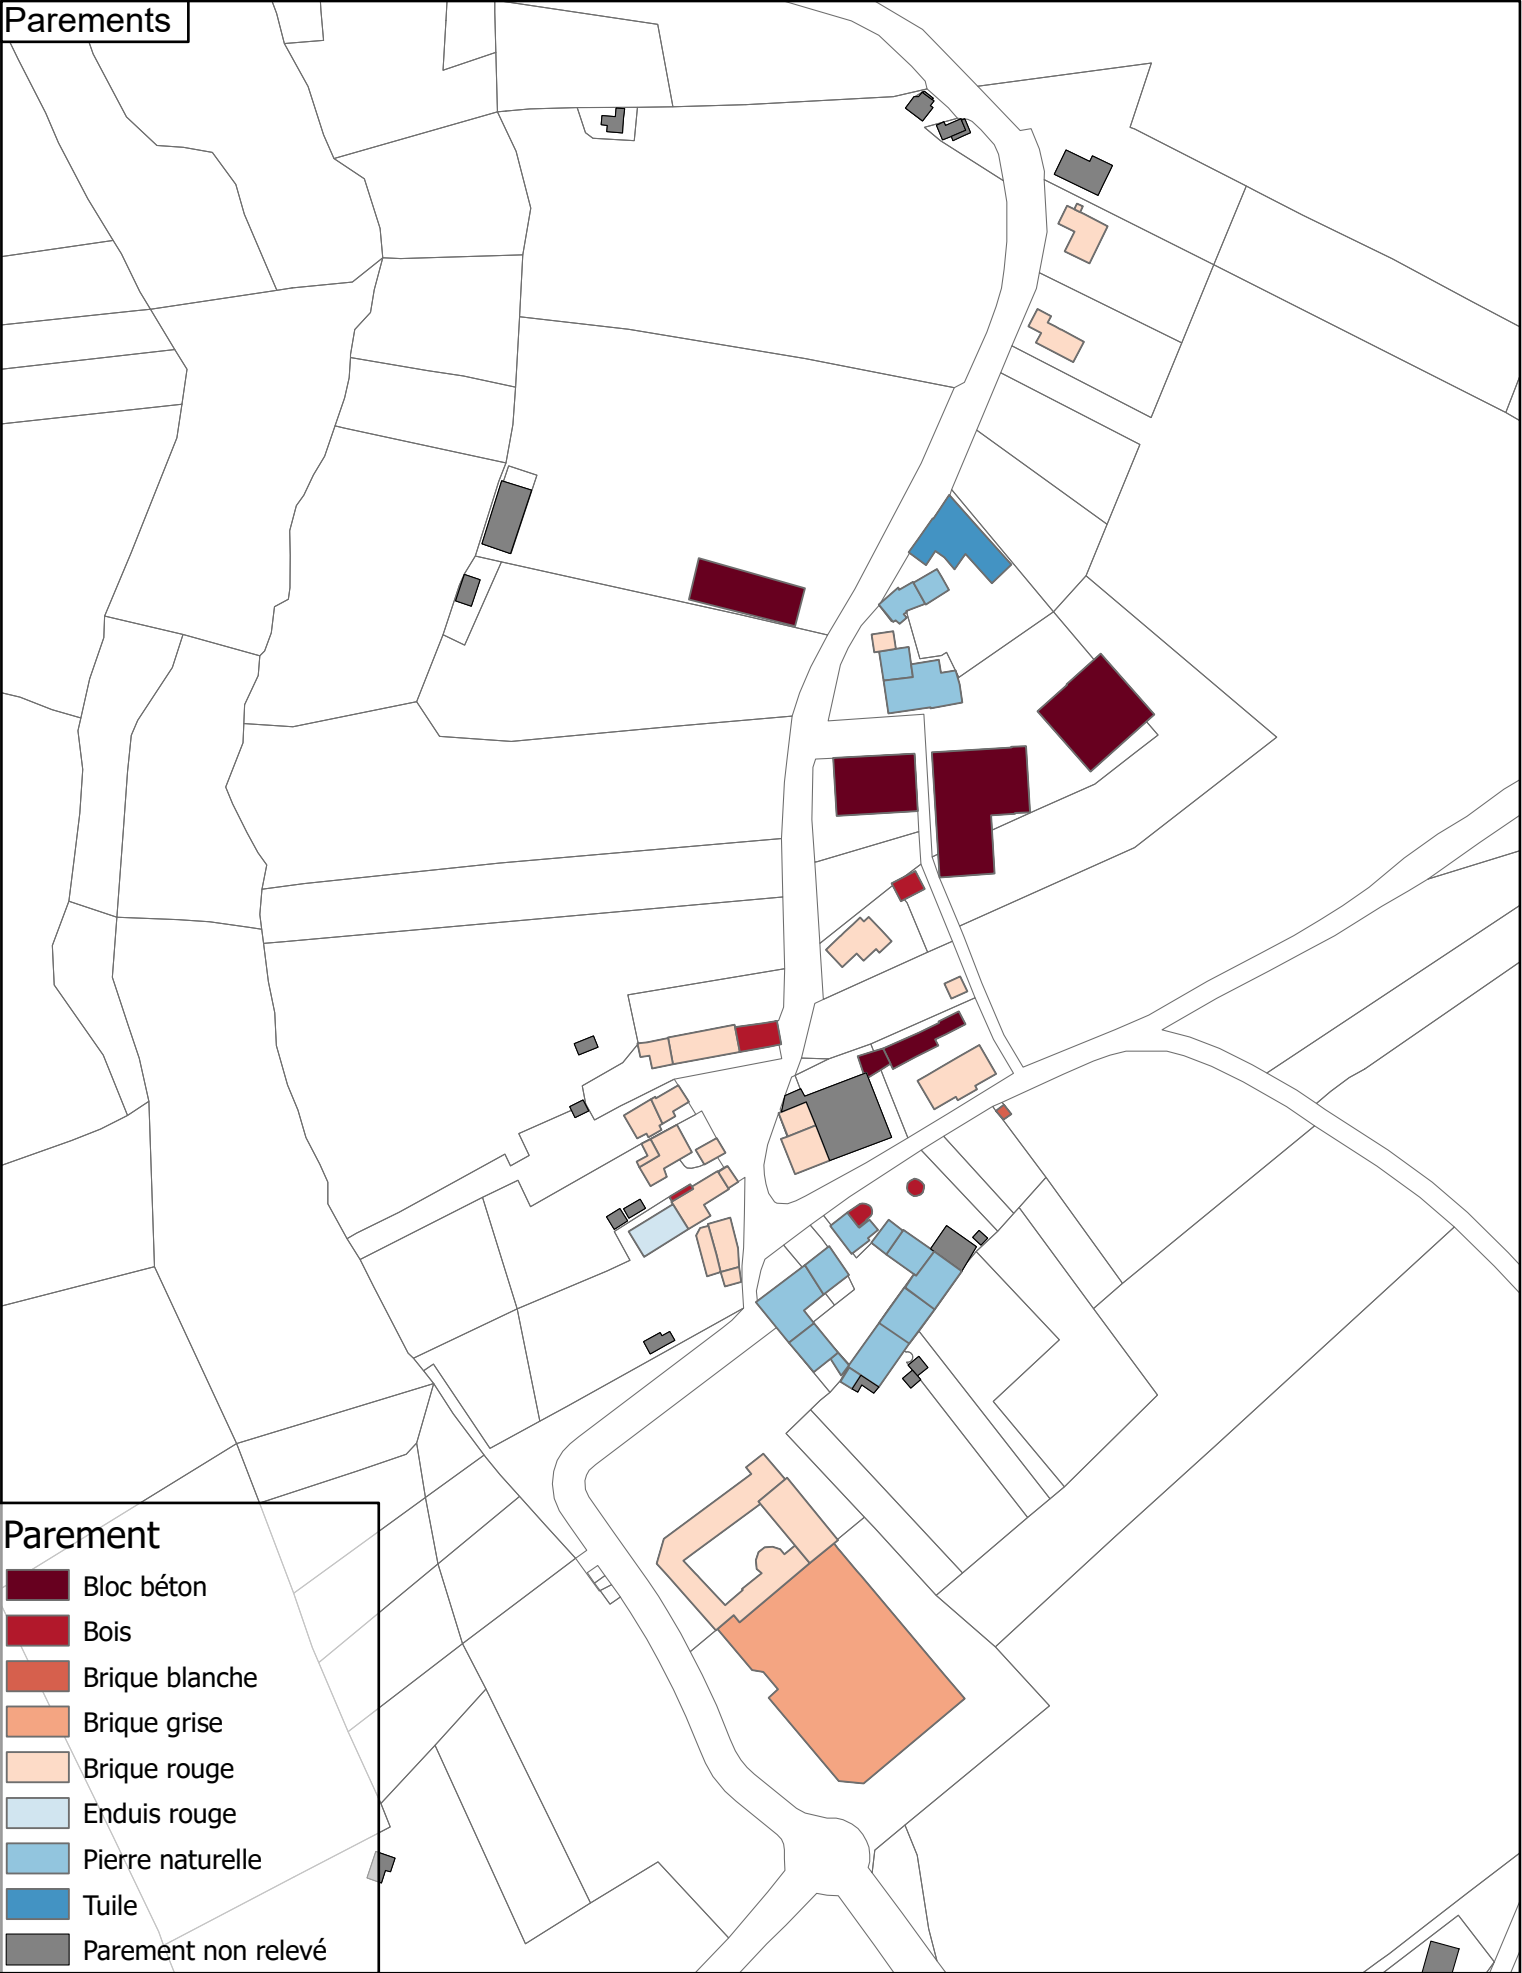 Parements
Parement
Bloc béton
Bois
Brique blanche
Brique grise
Brique rouge
Enduis rouge
Pierre naturelle
Tuile
Parement non relevé